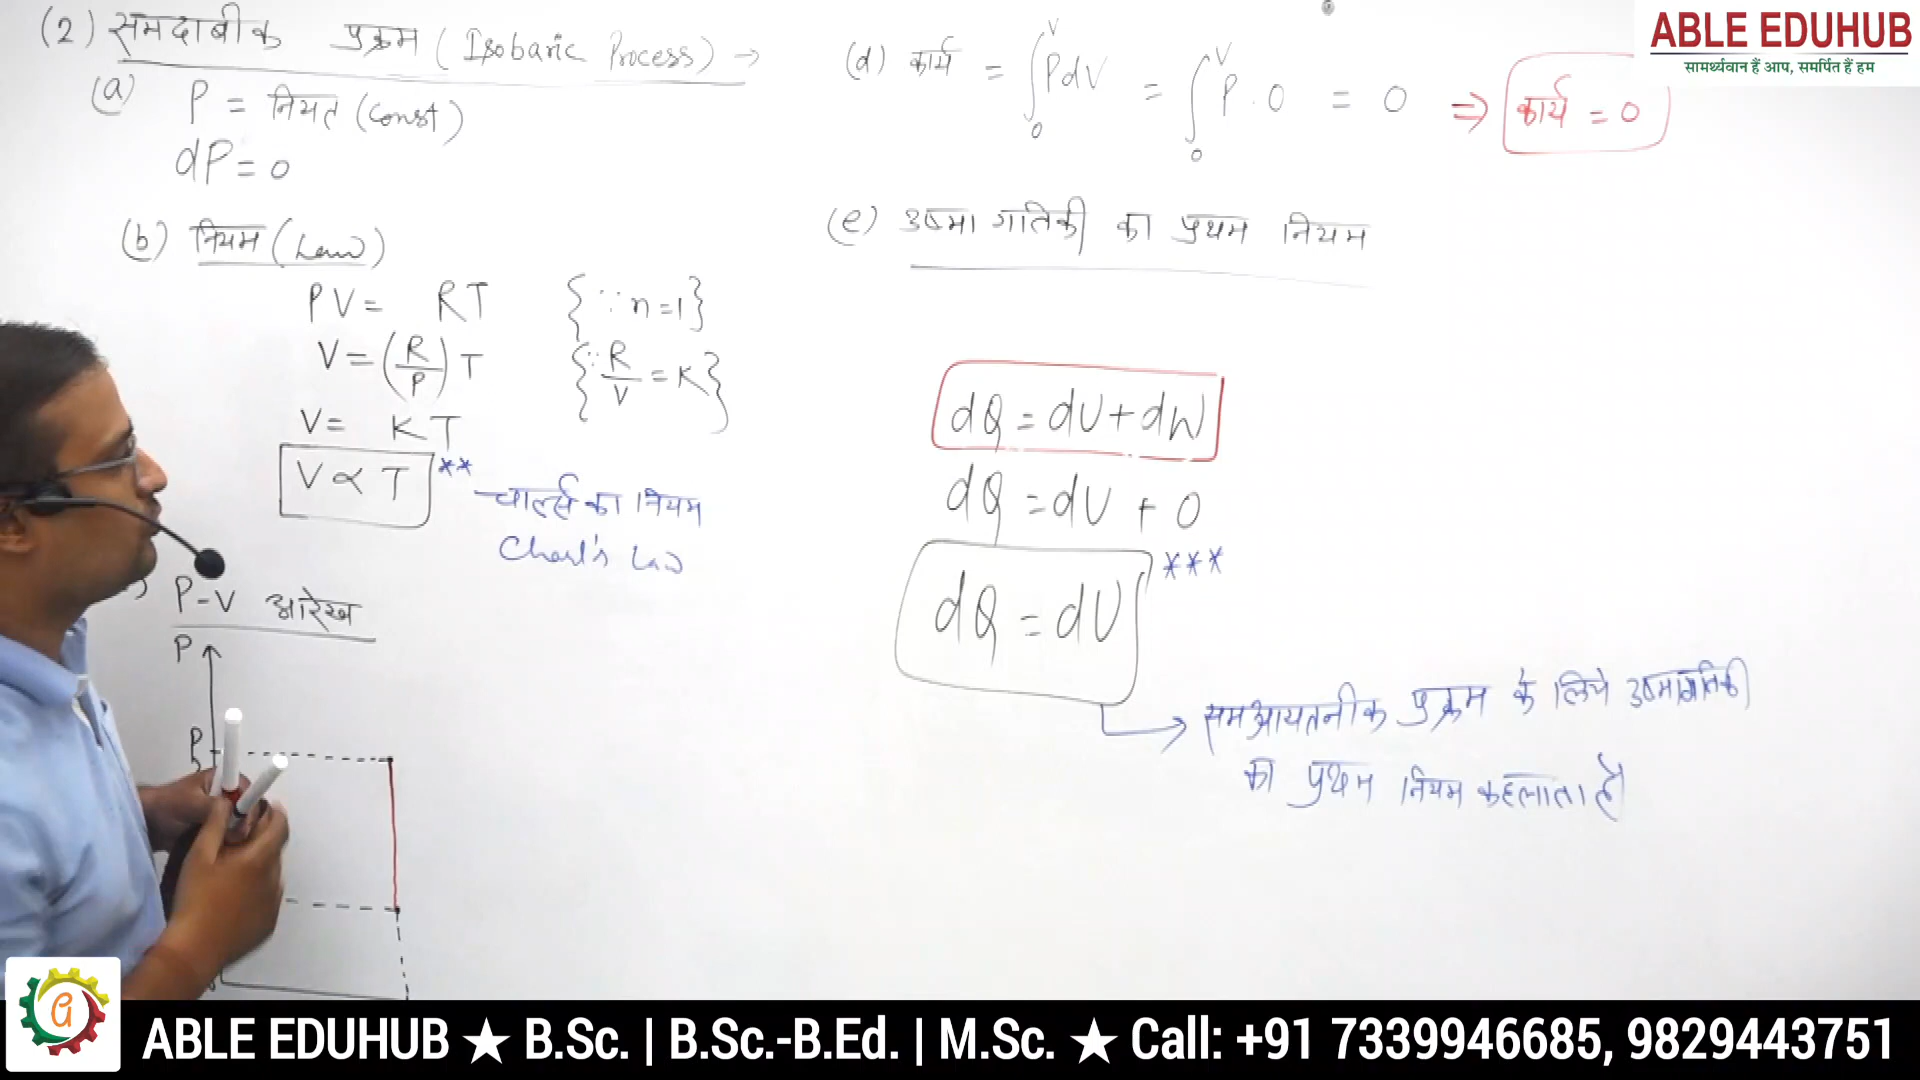 (2) समदाबीक प्रक्रम (Isobaric Process) →
(a) P = नियत (Const)
dP = 0
(b) नियम (Law)
PV = RT {∵ n=1}
V = (R/P) T {∵ R/V = K}
V = KT
V ∝ T **
चार्ल्स का नियम
Charl's Law
P-V आरेख
P
P
(d) कार्य = ∫₀ⱽ PdV = ∫₀ⱽ P.0 = 0 ⇒ कार्य = 0
(e) उष्मा गतिकी का प्रथम नियम
dQ = dU + dW
dQ = dU + 0
dQ = dU ***
→ समआयतनीक प्रक्रम के लिये उष्मागतिकी
का प्रथम नियम कहलाता है
ABLE EDUHUB
सामर्थ्यवान हैं आप, समर्पित हैं हम
ABLE EDUHUB ★ B.Sc. | B.Sc.-B.Ed. | M.Sc. ★ Call: +91 7339946685, 9829443751